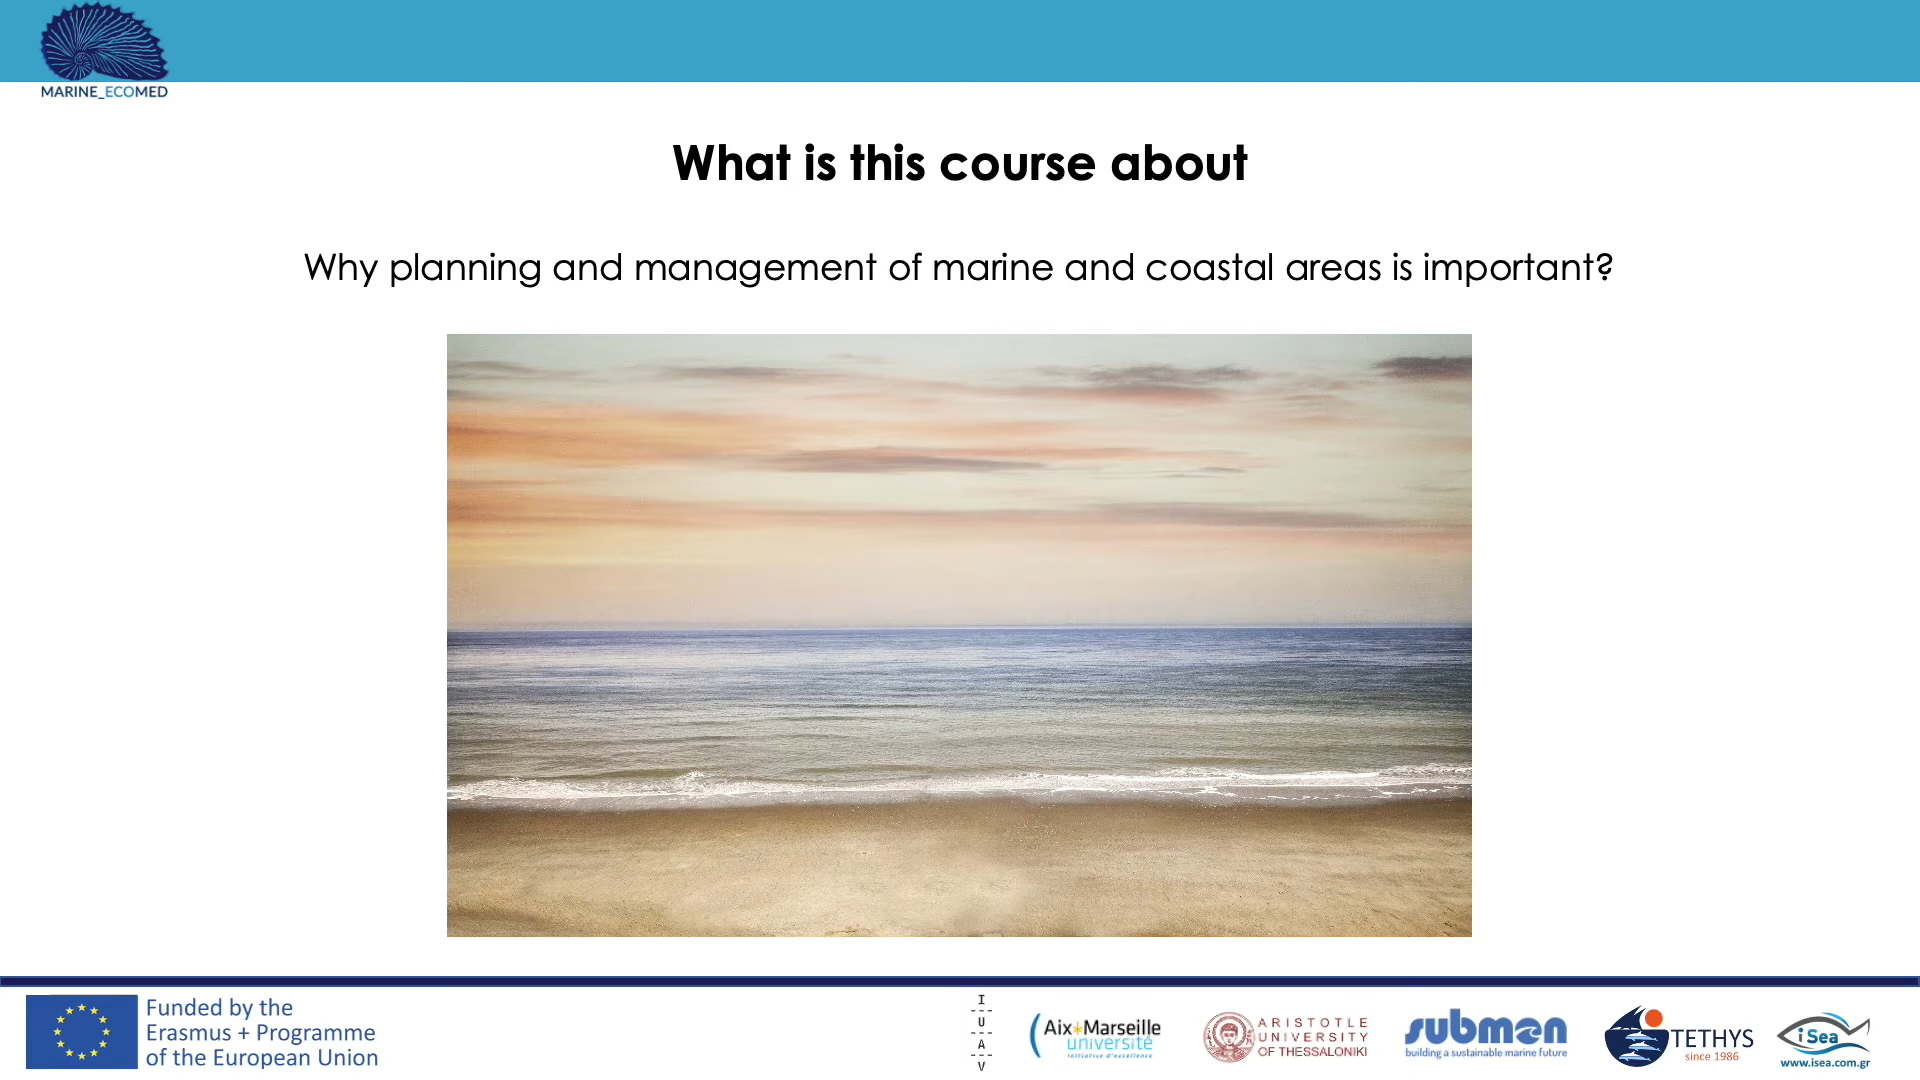 MARINE_ECOMED
What is this course about
Why planning and management of marine and coastal areas is important?
Funded by the
Erasmus + Programme
of the European Union
I
U
A
V
Aix*Marseille
université
Initiative d'excellence
ARISTOTLE
UNIVERSITY
OF THESSALONIKI
submon
building a sustainable marine future
TETHYS
since 1986
iSea
www.isea.com.gr